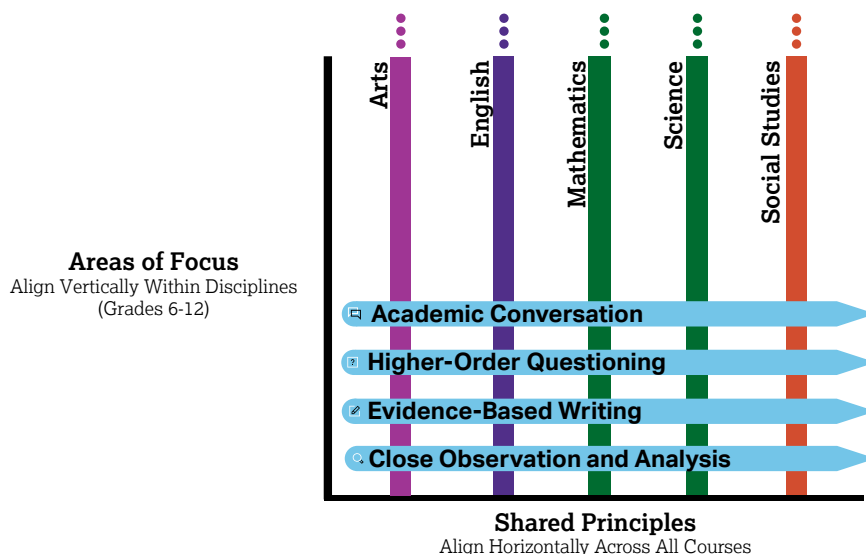 Arts
English
Mathematics
Science
Social Studies
Areas of Focus
Align Vertically Within Disciplines
(Grades 6-12)
Academic Conversation
? Higher-Order Questioning
Evidence-Based Writing
Close Observation and Analysis
Shared Principles
Align Horizontally Across All Courses